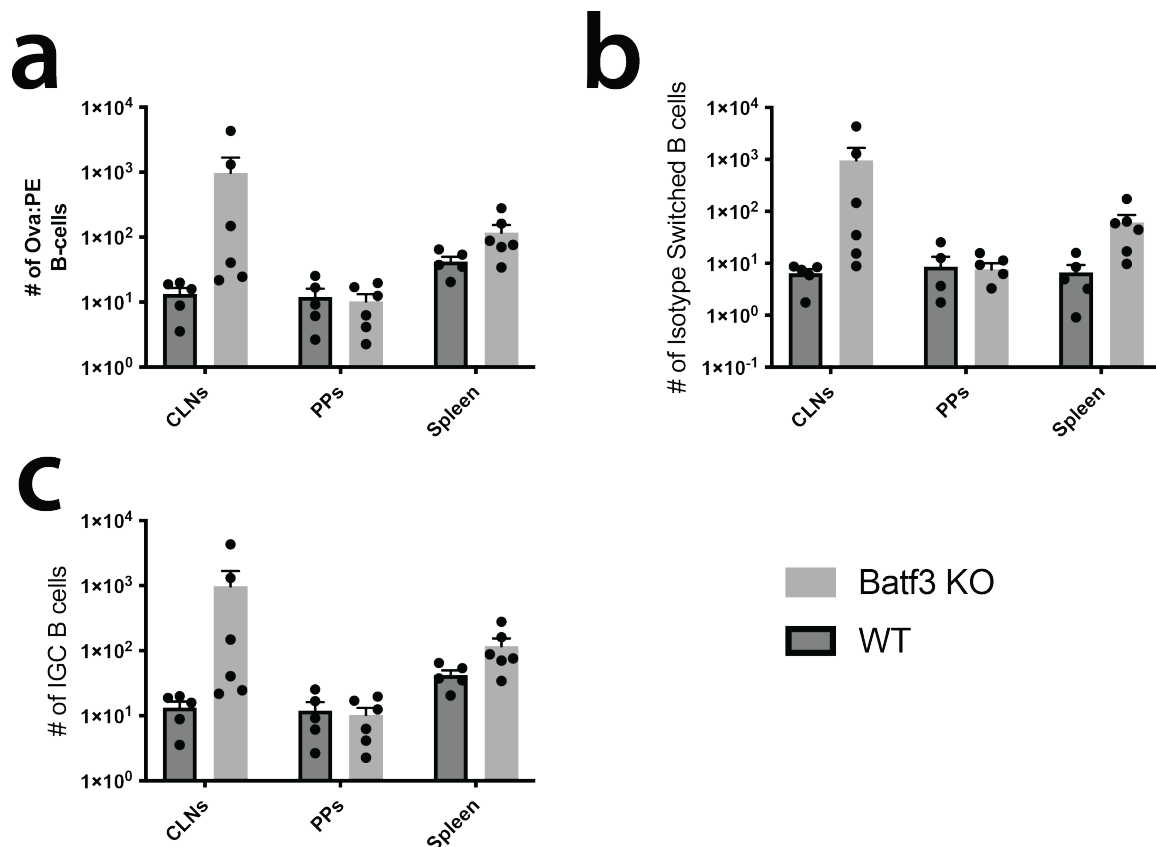 a
# of Ova:PE
B-cells
1×10⁴
1×10³
1×10²
1×10¹
1×10⁰
CLNs
PPs
Spleen
b
# of Isotype Switched B cells
1×10⁴
1×10³
1×10²
1×10¹
1×10⁰
1×10⁻¹
CLNs
PPs
Spleen
c
# of IGC B cells
1×10⁴
1×10³
1×10²
1×10¹
1×10⁰
CLNs
PPs
Spleen
Batf3 KO
WT